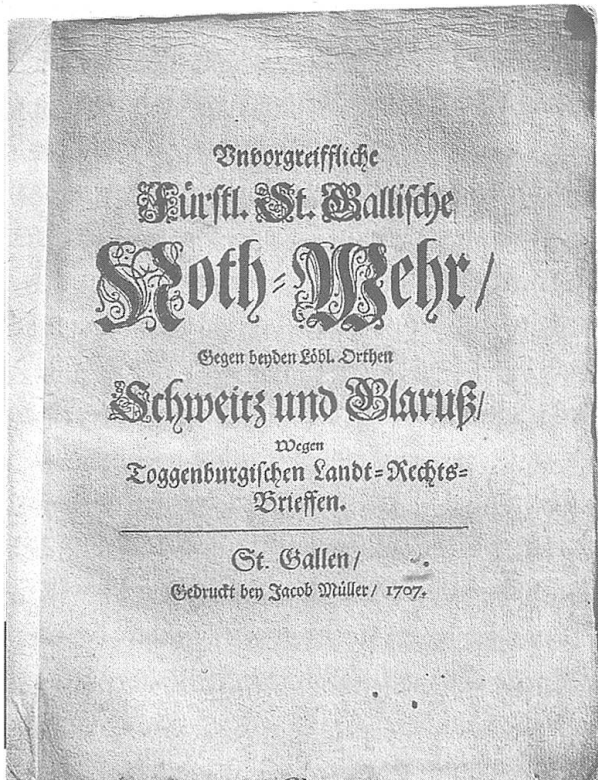 Vnvorgreiffliche
Fürstl. St. Gallische
Noth-Wehr/
Gegen beyden Löbl. Orthen
Schweitz und Glaruß/
Wegen
Toggenburgischen Landt-Rechts-
Brieffen.
St. Gallen/
Gedruckt bey Jacob Müller/ 1707.